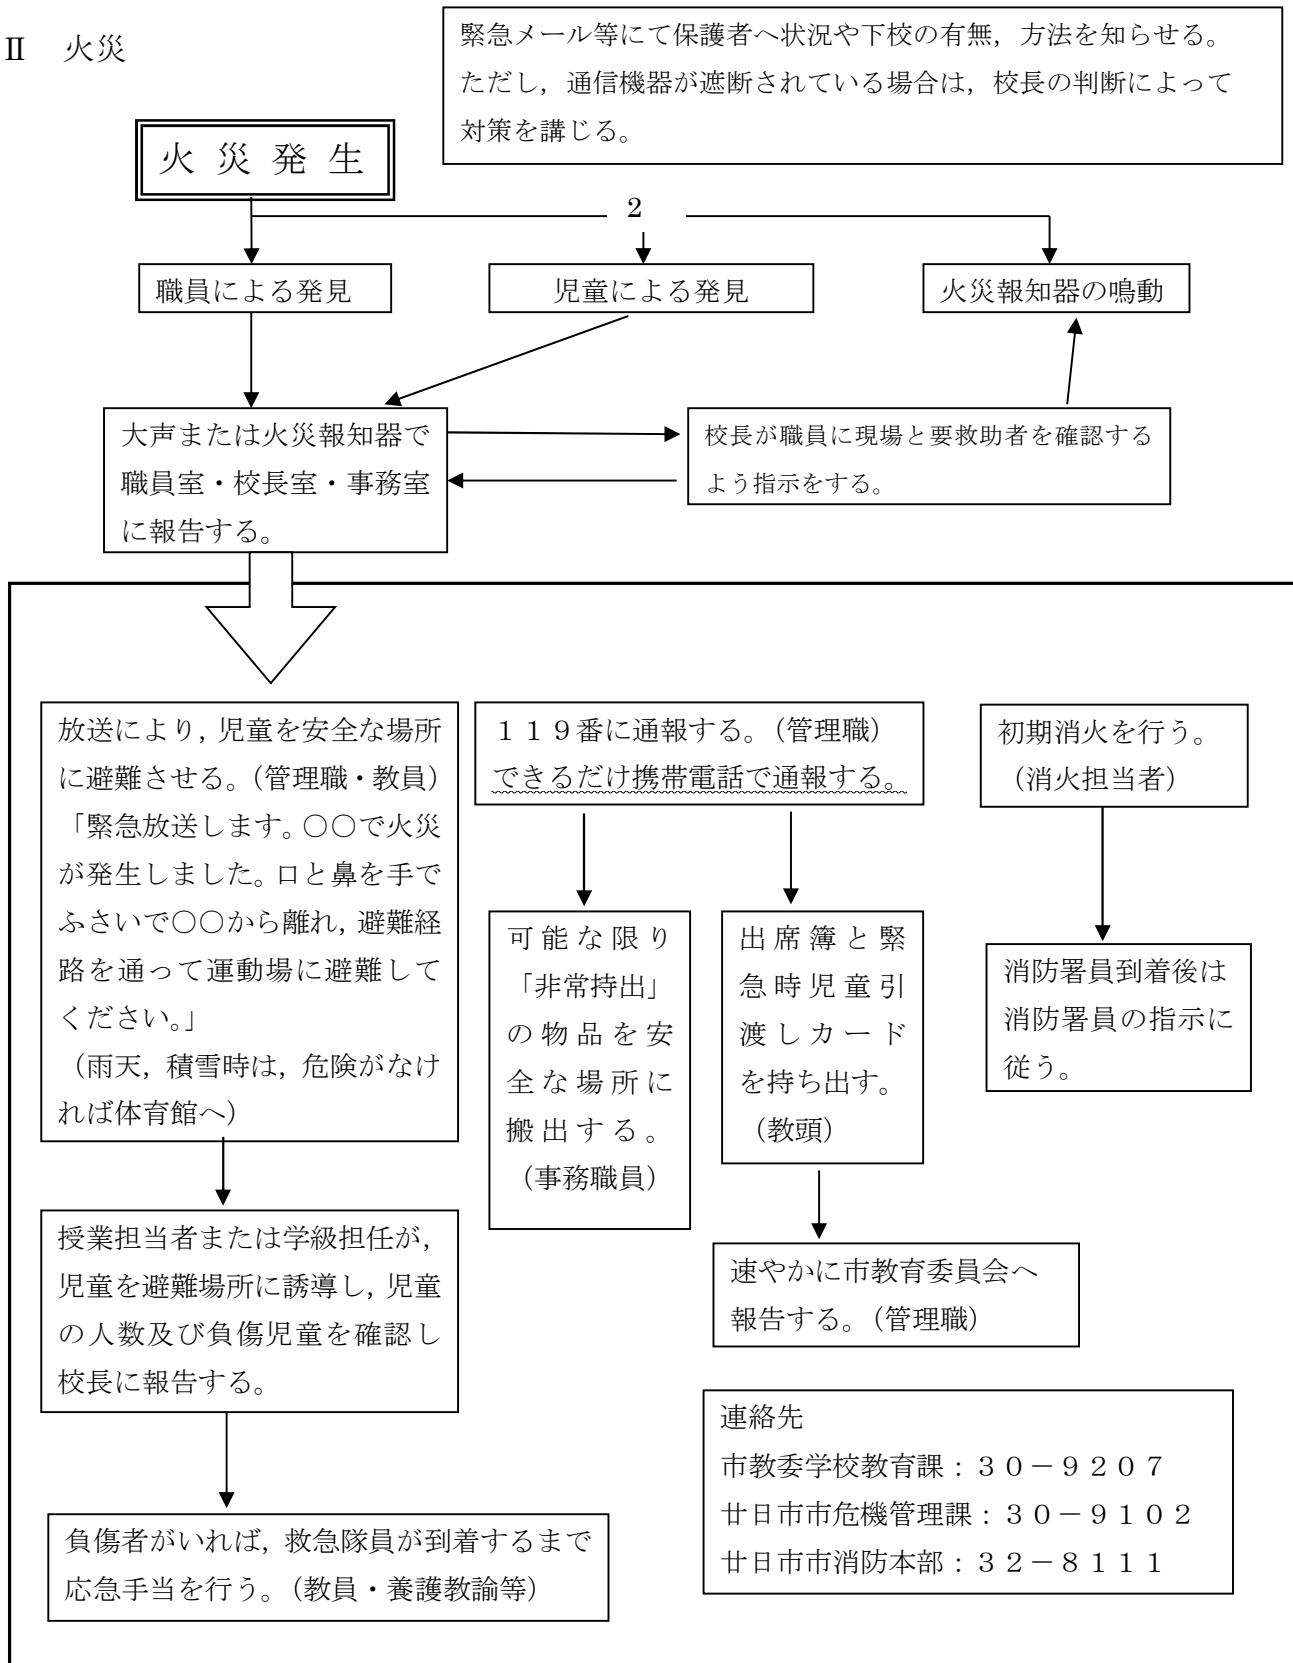 Ⅱ　火災
緊急メール等にて保護者へ状況や下校の有無，方法を知らせる。
ただし，通信機器が遮断されている場合は，校長の判断によって
対策を講じる。
火 災 発 生
2
職員による発見
児童による発見
火災報知器の鳴動
大声または火災報知器で
職員室・校長室・事務室
に報告する。
校長が職員に現場と要救助者を確認する
よう指示をする。
放送により，児童を安全な場所
に避難させる。（管理職・教員）
「緊急放送します。○○で火災
が発生しました。口と鼻を手で
ふさいで○○から離れ，避難経
路を通って運動場に避難して
ください。」
（雨天，積雪時は，危険がなけ
れば体育館へ）
１１９番に通報する。（管理職）
できるだけ携帯電話で通報する。
初期消火を行う。
（消火担当者）
可能な限り
「非常持出」
の物品を安
全な場所に
搬出する。
（事務職員）
出席簿と緊
急時児童引
渡しカード
を持ち出す。
（教頭）
消防署員到着後は
消防署員の指示に
従う。
授業担当者または学級担任が，
児童を避難場所に誘導し，児童
の人数及び負傷児童を確認し
校長に報告する。
速やかに市教育委員会へ
報告する。（管理職）
負傷者がいれば，救急隊員が到着するまで
応急手当を行う。（教員・養護教諭等）
連絡先
市教委学校教育課：３０－９２０７
廿日市市危機管理課：３０－９１０２
廿日市市消防本部：３２－８１１１